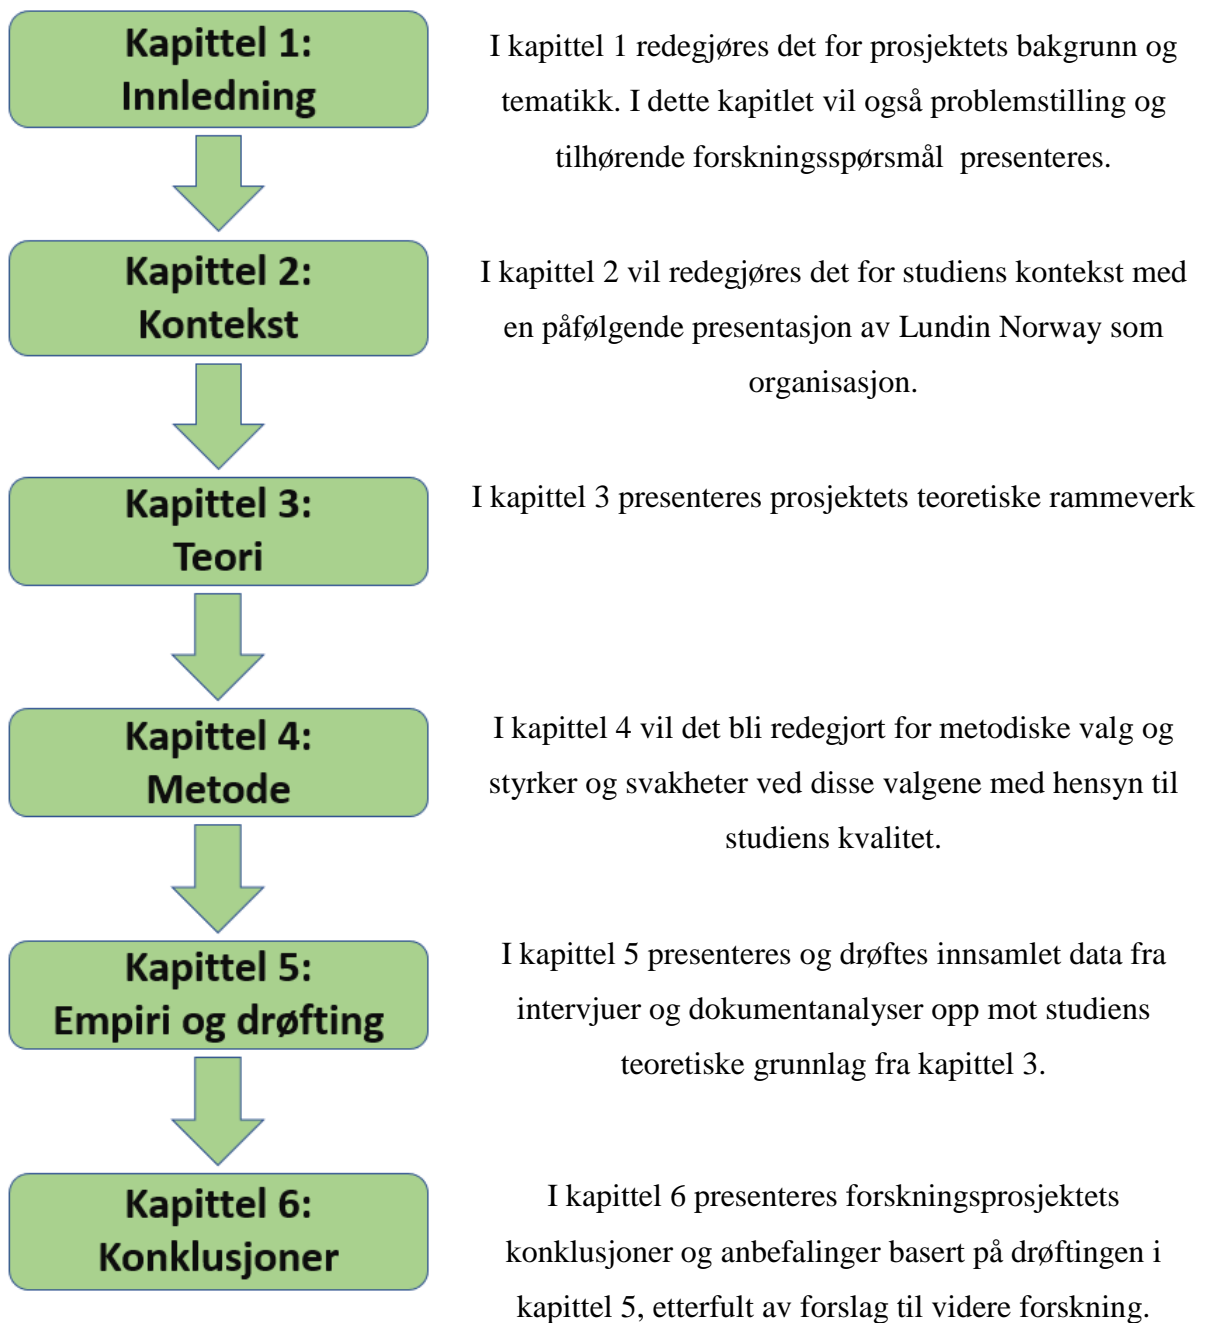 Kapittel 1:
Innledning
I kapittel 1 redegjøres det for prosjektets bakgrunn og
tematikk. I dette kapitlet vil også problemstilling og
tilhørende forskningsspørsmål  presenteres.
Kapittel 2:
Kontekst
I kapittel 2 vil redegjøres det for studiens kontekst med
en påfølgende presentasjon av Lundin Norway som
organisasjon.
Kapittel 3:
Teori
I kapittel 3 presenteres prosjektets teoretiske rammeverk
Kapittel 4:
Metode
I kapittel 4 vil det bli redegjort for metodiske valg og
styrker og svakheter ved disse valgene med hensyn til
studiens kvalitet.
Kapittel 5:
Empiri og drøfting
I kapittel 5 presenteres og drøftes innsamlet data fra
intervjuer og dokumentanalyser opp mot studiens
teoretiske grunnlag fra kapittel 3.
Kapittel 6:
Konklusjoner
I kapittel 6 presenteres forskningsprosjektets
konklusjoner og anbefalinger basert på drøftingen i
kapittel 5, etterfult av forslag til videre forskning.